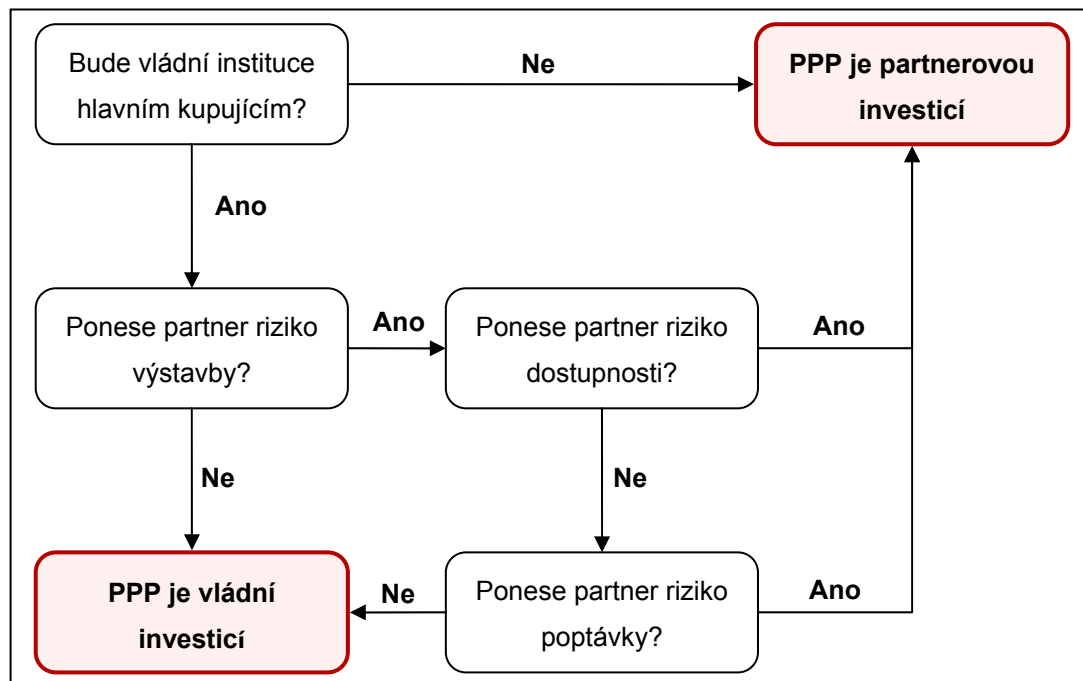 Bude vládní instituce
hlavním kupujícím?
Ne
PPP je partnerovou
investicí
Ano
Ponese partner riziko
výstavby?
Ano
Ponese partner riziko
dostupnosti?
Ano
Ne
Ne
PPP je vládní
investicí
Ne
Ponese partner riziko
poptávky?
Ano